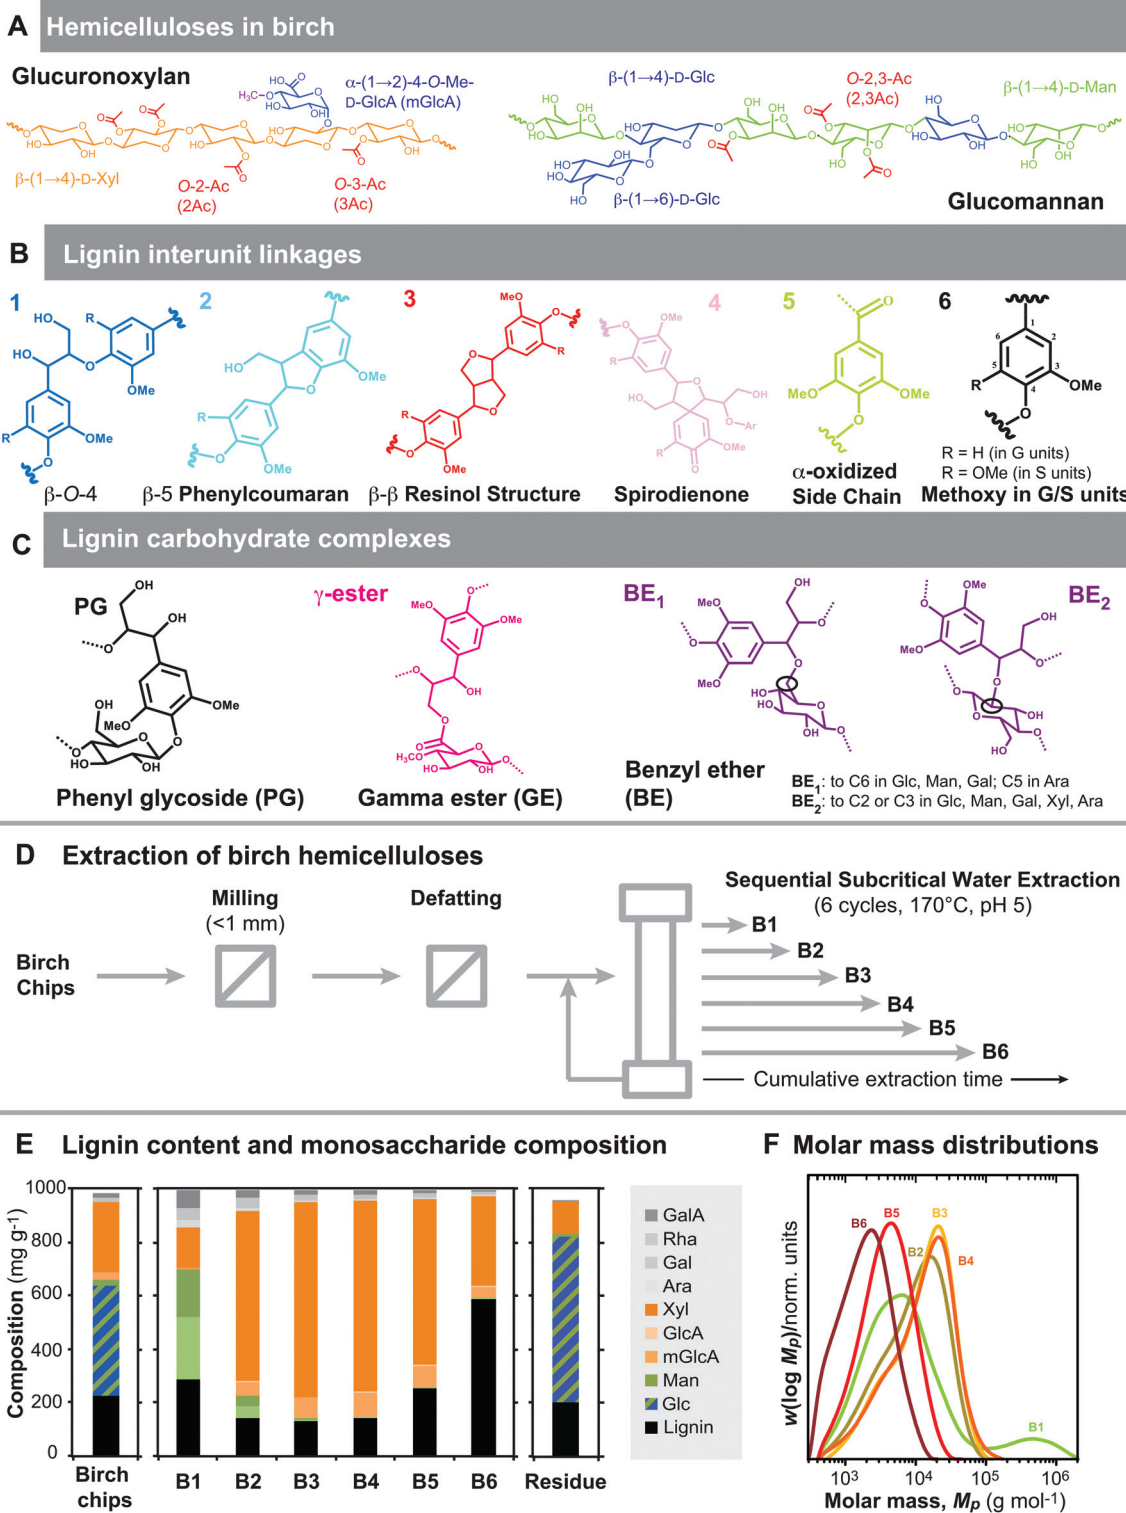 A Hemicelluloses in birch
Glucuronoxylan
α-(1→2)-4-O-Me-
D-GlcA (mGlcA)
β-(1→4)-D-Xyl
O-2-Ac
(2Ac)
O-3-Ac
(3Ac)
β-(1→4)-D-Glc
O-2,3-Ac
(2,3Ac)
β-(1→4)-D-Man
β-(1→6)-D-Glc
Glucomannan
B Lignin interunit linkages
1
β-O-4
2
β-5 Phenylcoumaran
3
β-β Resinol Structure
4
Spirodienone
5
α-oxidized
Side Chain
6
R = H (in G units)
R = OMe (in S units)
Methoxy in G/S units
C Lignin carbohydrate complexes
PG
Phenyl glycoside (PG)
γ-ester
Gamma ester (GE)
BE1
BE2
Benzyl ether
(BE)
BE1: to C6 in Glc, Man, Gal; C5 in Ara
BE2: to C2 or C3 in Glc, Man, Gal, Xyl, Ara
D Extraction of birch hemicelluloses
Birch
Chips
Milling
(<1 mm)
Defatting
Sequential Subcritical Water Extraction
(6 cycles, 170°C, pH 5)
B1
B2
B3
B4
B5
B6
Cumulative extraction time
E Lignin content and monosaccharide composition
Composition (mg g-1)
1000
800
600
400
200
0
Birch
chips
B1 B2 B3 B4 B5 B6
Residue
GalA
Rha
Gal
Ara
Xyl
GlcA
mGlcA
Man
Glc
Lignin
F Molar mass distributions
w(log Mp)/norm. units
B6
B5
B2
B3
B4
B1
10³ 10⁴ 10⁵ 10⁶
Molar mass, Mp (g mol-1)